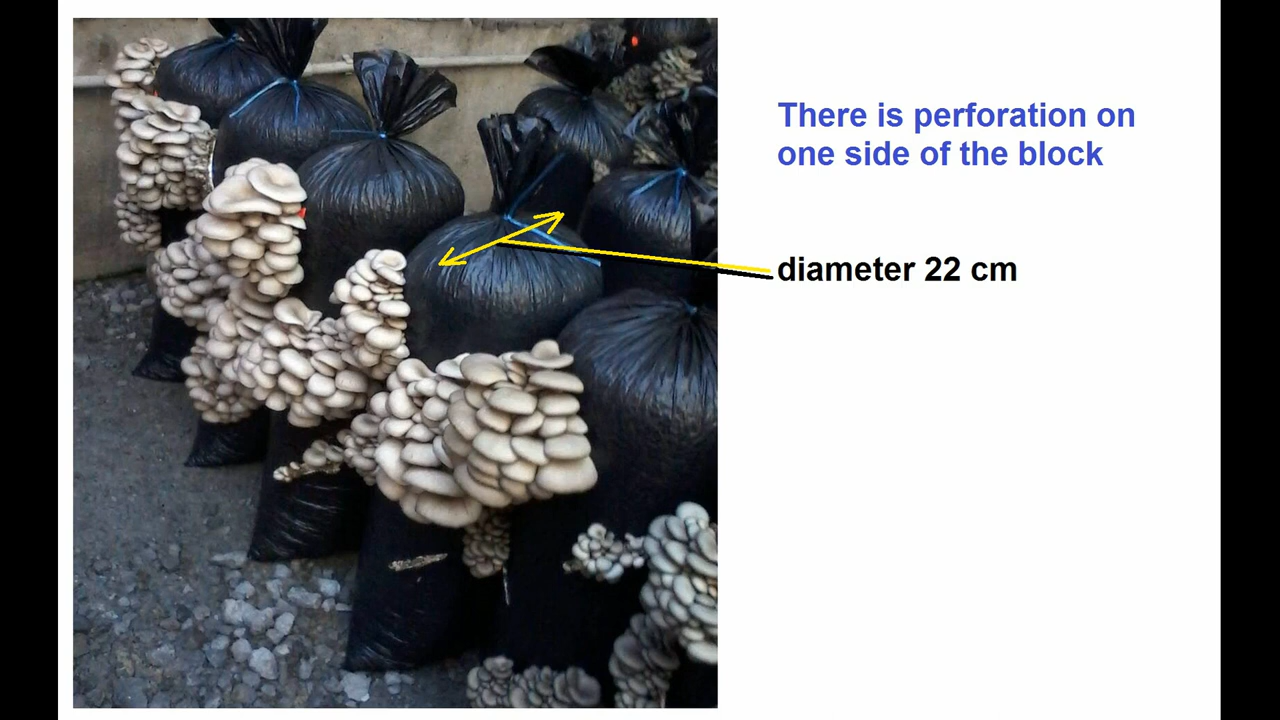 There is perforation on
one side of the block
diameter 22 cm